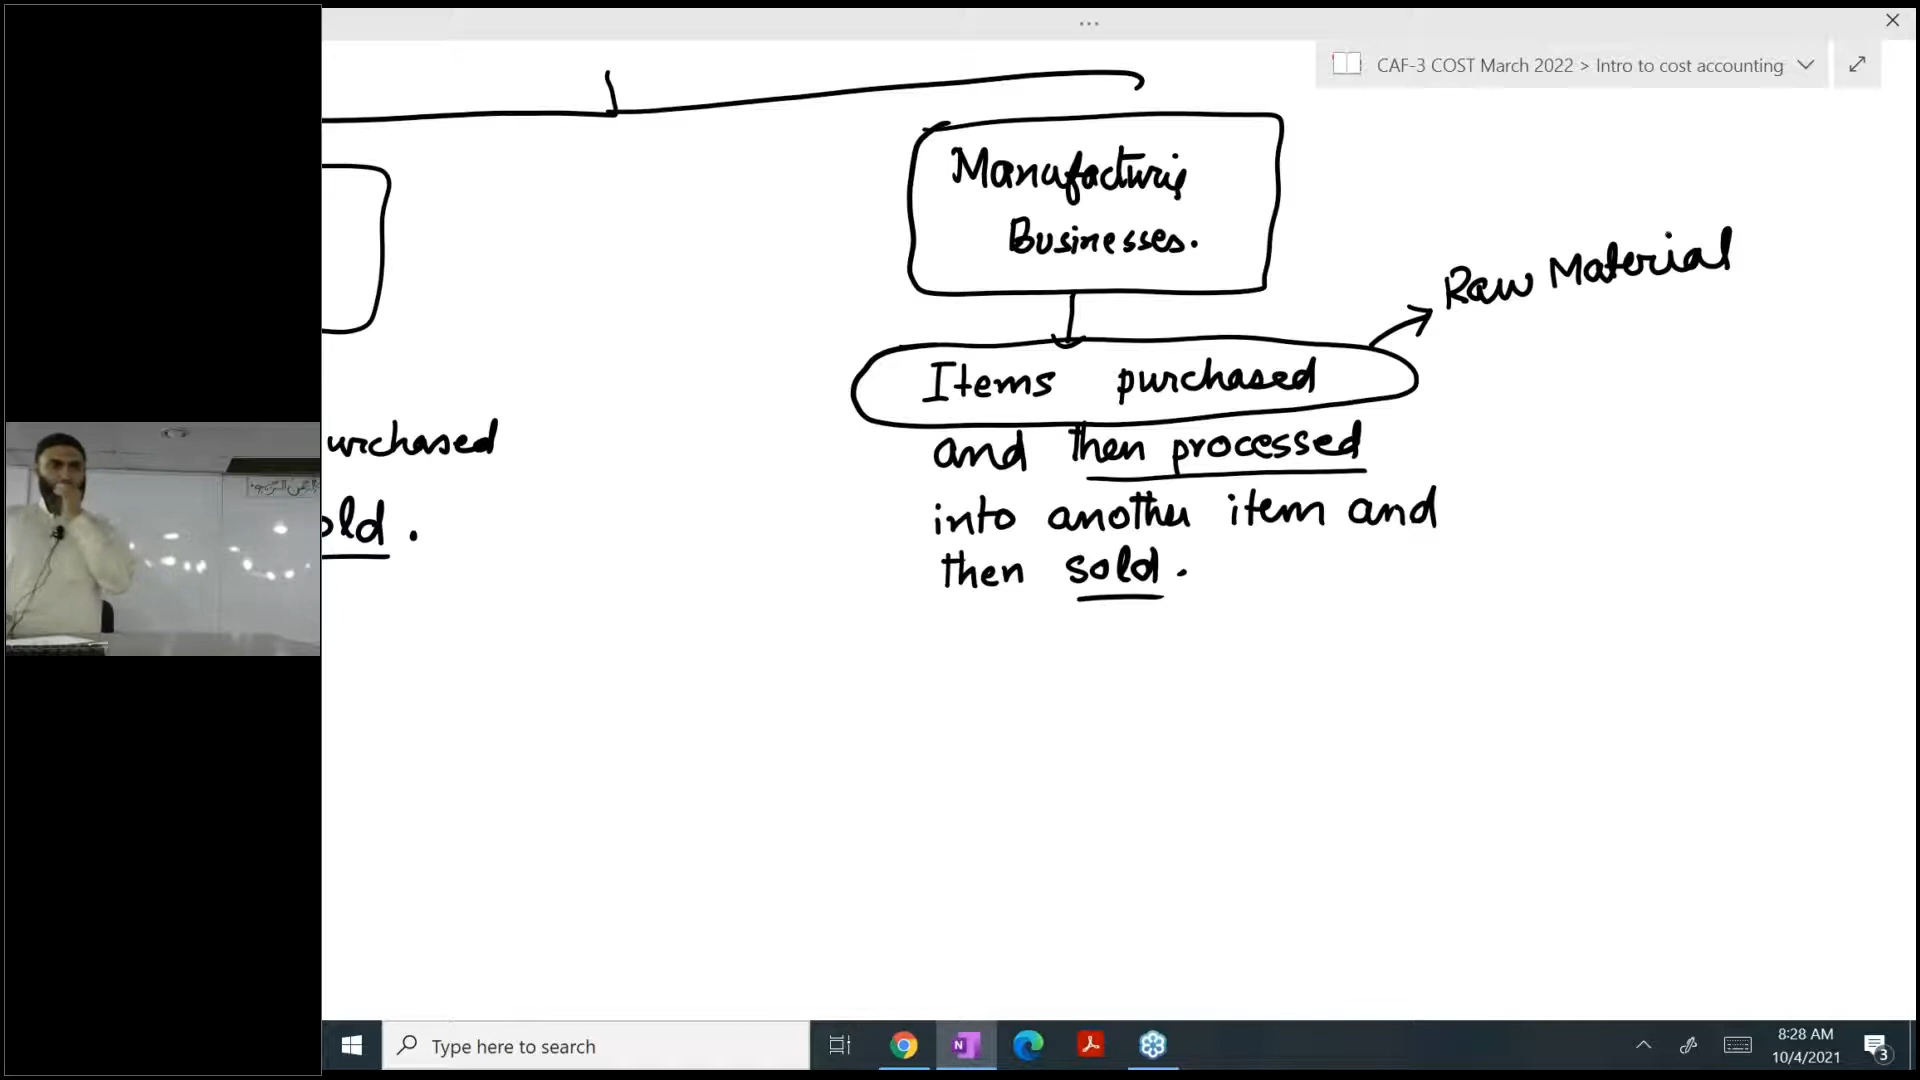 CAF-3 COST March 2022 > Intro to cost accounting
Manufacturing
Businesses.
Raw Material
Items purchased
and then processed
into another item and
then sold.
urchased
old.
Type here to search
8:28 AM
10/4/2021
3